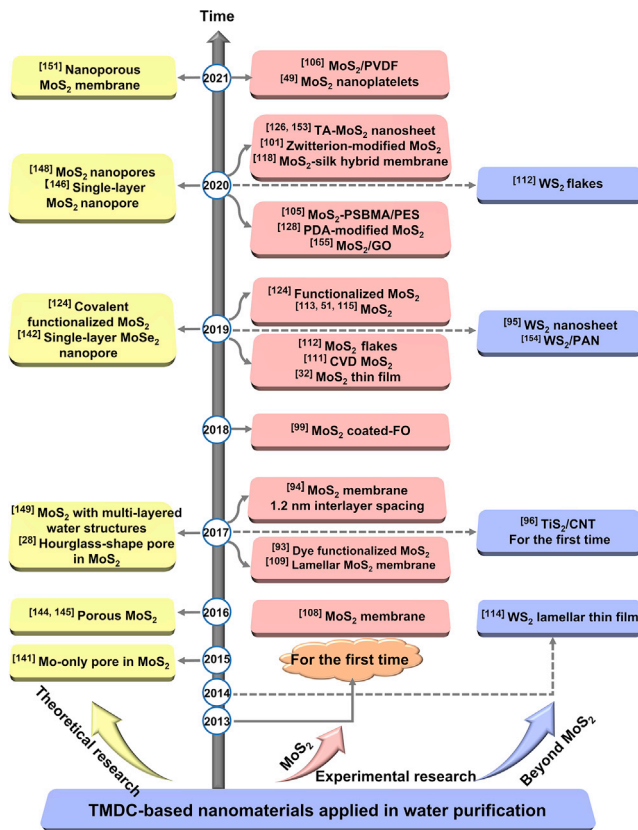 Time
2021
[151] Nanoporous
MoS2 membrane
[106] MoS2/PVDF
[49] MoS2 nanoplatelets
[126, 153] TA-MoS2 nanosheet
[101] Zwitterion-modified MoS2
[118] MoS2-silk hybrid membrane
[148] MoS2 nanopores
[146] Single-layer
MoS2 nanopore
2020
[112] WS2 flakes
[105] MoS2-PSBMA/PES
[128] PDA-modified MoS2
[155] MoS2/GO
[124] Functionalized MoS2
[113, 51, 115] MoS2
[124] Covalent
functionalized MoS2
[142] Single-layer MoSe2
nanopore
2019
[95] WS2 nanosheet
[154] WS2/PAN
[112] MoS2 flakes
[111] CVD MoS2
[32] MoS2 thin film
2018
[99] MoS2 coated-FO
[94] MoS2 membrane
1.2 nm interlayer spacing
[149] MoS2 with multi-layered
water structures
[28] Hourglass-shape pore
in MoS2
2017
[96] TiS2/CNT
For the first time
[93] Dye functionalized MoS2
[109] Lamellar MoS2 membrane
[144, 145] Porous MoS2
2016
[108] MoS2 membrane
[114] WS2 lamellar thin film
[141] Mo-only pore in MoS2
2015
For the first time
2014
2013
Theoretical research
MoS2
Experimental research
Beyond MoS2
TMDC-based nanomaterials applied in water purification